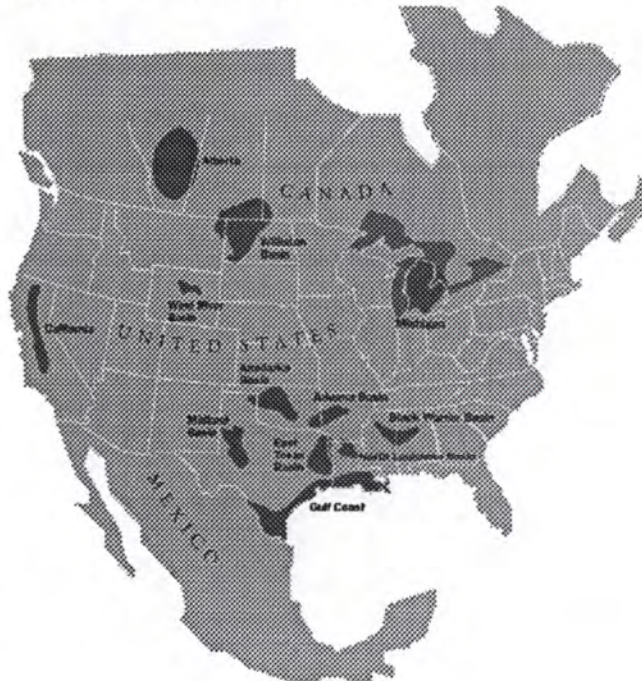 Alberta
CANADA
Williston
Basin
Wind River
Basin
California
UNITED STATES
Michigan
Anadarko
Basin
Arkoma Basin
Black Warrior Basin
Midland
Basin
East
Texas
Basin
North Louisiana Basin
MEXICO
Gulf Coast